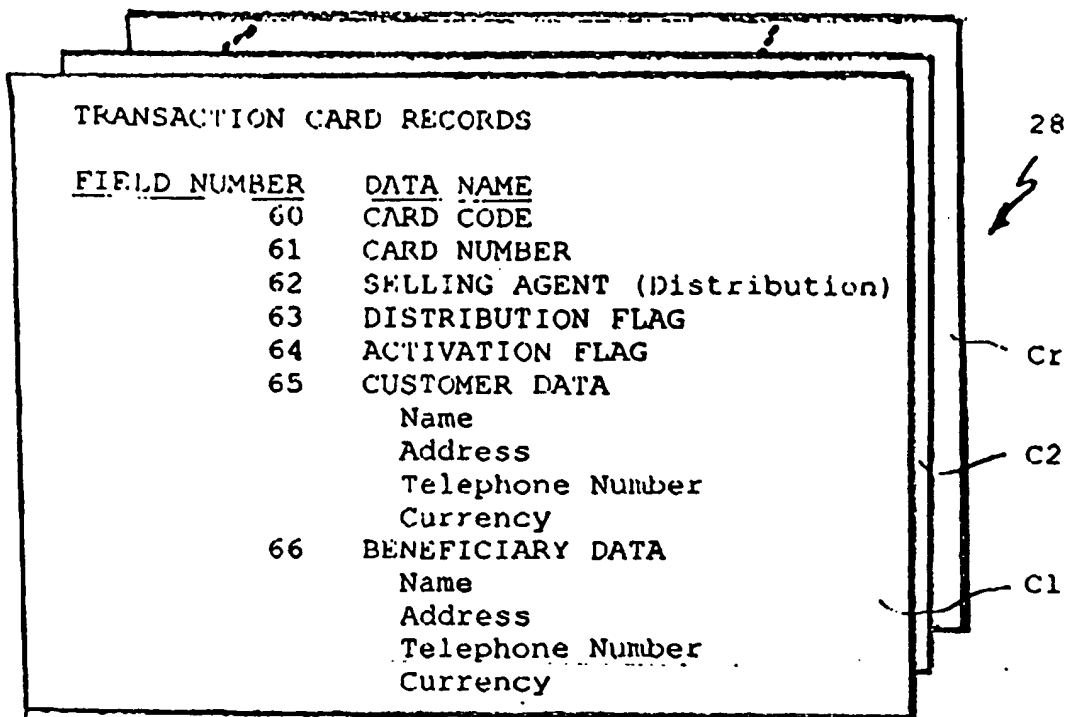 TRANSACTION CARD RECORDS
28
FIELD NUMBER DATA NAME
60 CARD CODE
61 CARD NUMBER
62 SELLING AGENT (Distribution)
63 DISTRIBUTION FLAG
64 ACTIVATION FLAG
Cr
65 CUSTOMER DATA
Name
Address
C2
Telephone Number
Currency
66 BENEFICIARY DATA
Name
C1
Address
Telephone Number
Currency